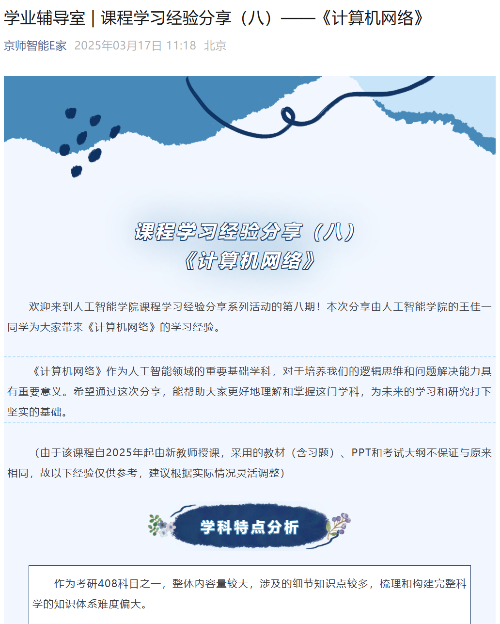 学业辅导室 | 课程学习经验分享（八）——《计算机网络》
京师智能E家 2025年03月17日 11:18 北京
课程学习经验分享（八）
《计算机网络》
欢迎来到人工智能学院课程学习经验分享系列活动的第八期！本次分享由人工智能学院的王佳一
同学为大家带来《计算机网络》的学习经验。
《计算机网络》作为人工智能领域的重要基础学科，对于培养我们的逻辑思维和问题解决能力具
有重要意义。希望通过这次分享，能帮助大家更好地理解和掌握这门学科，为未来的学习和研究打下
坚实的基础。
（由于该课程自2025年起由新教师授课，采用的教材（含习题）、PPT和考试大纲不保证与原来
相同，故以下经验仅供参考，建议根据实际情况灵活调整）
学科特点分析
作为考研408科目之一，整体内容量较大，涉及的细节知识点较多，梳理和构建完整科
学的知识体系难度偏大。